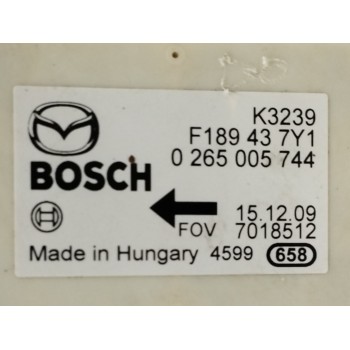 K3239
F189 43 7Y1
0 265 005 744
BOSCH
15.12.09
FOV 7018512
Made in Hungary 4599 658